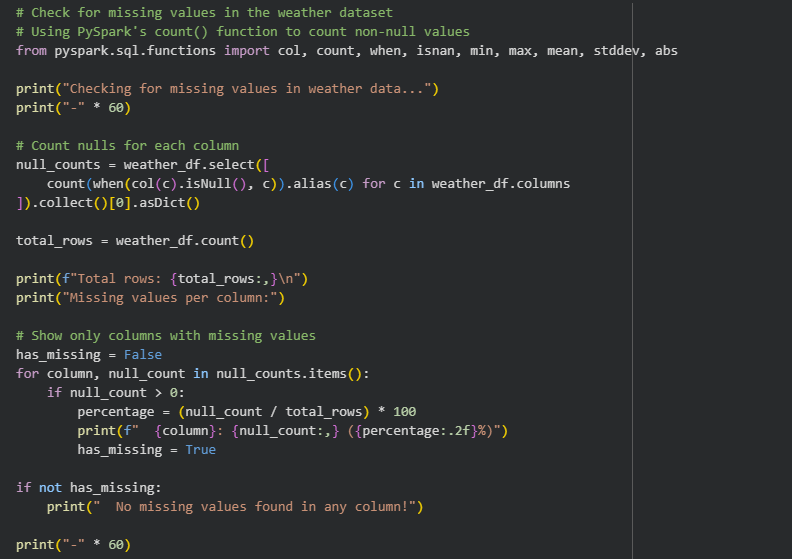 # Check for missing values in the weather dataset
# Using PySpark's count() function to count non-null values
from pyspark.sql.functions import col, count, when, isnan, min, max, mean, stddev, abs

print("Checking for missing values in weather data...")
print("-" * 60)

# Count nulls for each column
null_counts = weather_df.select([
    count(when(col(c).isNull(), c)).alias(c) for c in weather_df.columns
]).collect()[0].asDict()

total_rows = weather_df.count()

print(f"Total rows: {total_rows:,}\n")
print("Missing values per column:")

# Show only columns with missing values
has_missing = False
for column, null_count in null_counts.items():
    if null_count > 0:
        percentage = (null_count / total_rows) * 100
        print(f"  {column}: {null_count:,} ({percentage:.2f}%)")
        has_missing = True

if not has_missing:
    print("  No missing values found in any column!")

print("-" * 60)